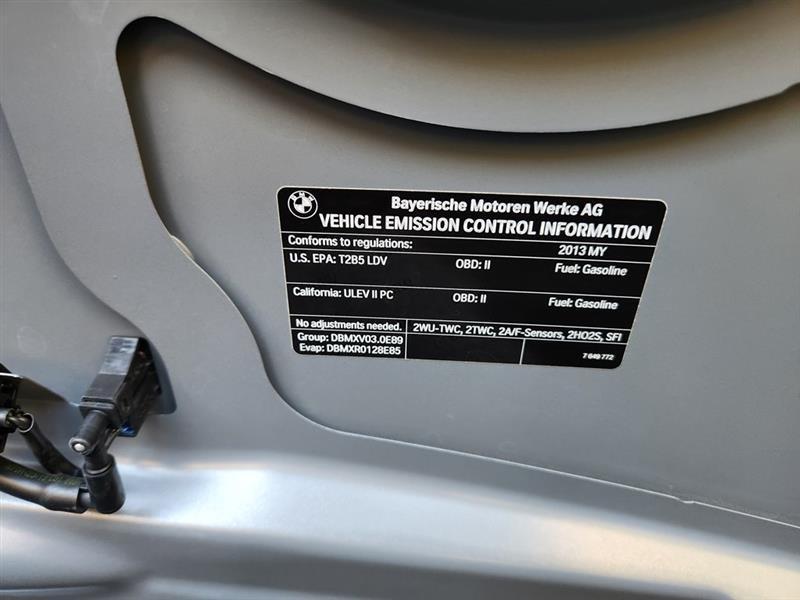 BMW
Bayerische Motoren Werke AG
VEHICLE EMISSION CONTROL INFORMATION
Conforms to regulations: 2013 MY
U.S. EPA: T2B5 LDV OBD: II Fuel: Gasoline
California: ULEV II PC OBD: II Fuel: Gasoline
No adjustments needed. 2WU-TWC, 2TWC, 2A/F-Sensors, 2HO2S, SFI
Group: DBMXV03.0E89
Evap: DBMXR0128E85 7 649 772